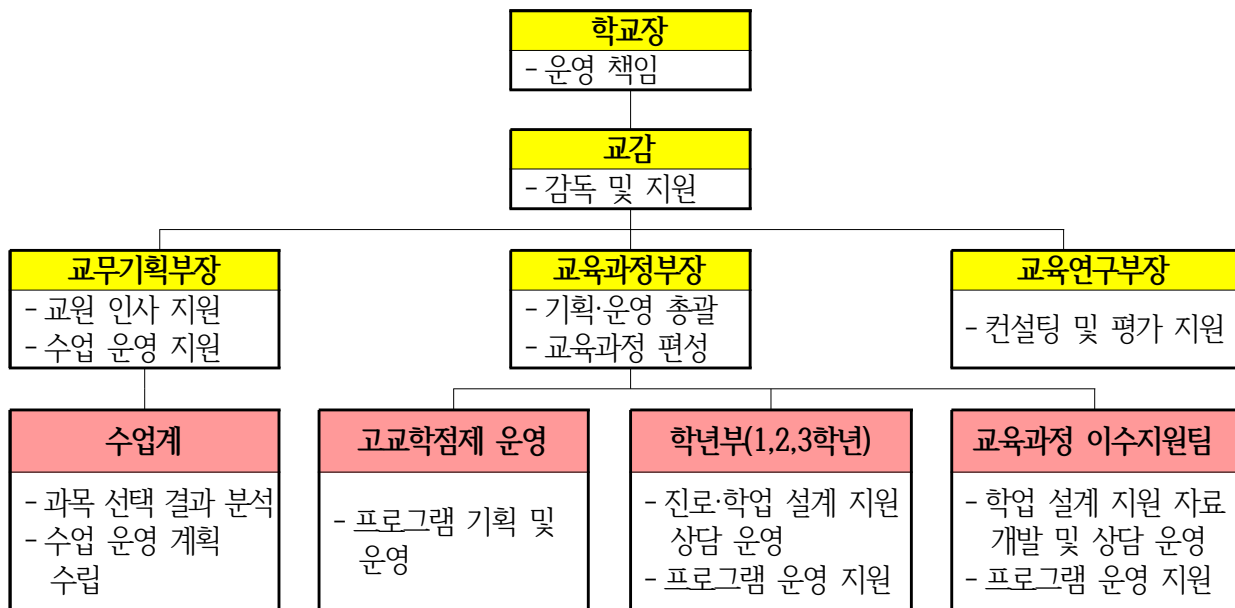 학교장
- 운영 책임
교감
- 감독 및 지원
교무기획부장
- 교원 인사 지원
- 수업 운영 지원
교육과정부장
- 기획·운영 총괄
- 교육과정 편성
교육연구부장
- 컨설팅 및 평가 지원
수업계
- 과목 선택 결과 분석
- 수업 운영 계획
수립
고교학점제 운영
- 프로그램 기획 및
운영
학년부(1,2,3학년)
- 진로·학업 설계 지원
상담 운영
- 프로그램 운영 지원
교육과정 이수지원팀
- 학업 설계 지원 자료
개발 및 상담 운영
- 프로그램 운영 지원